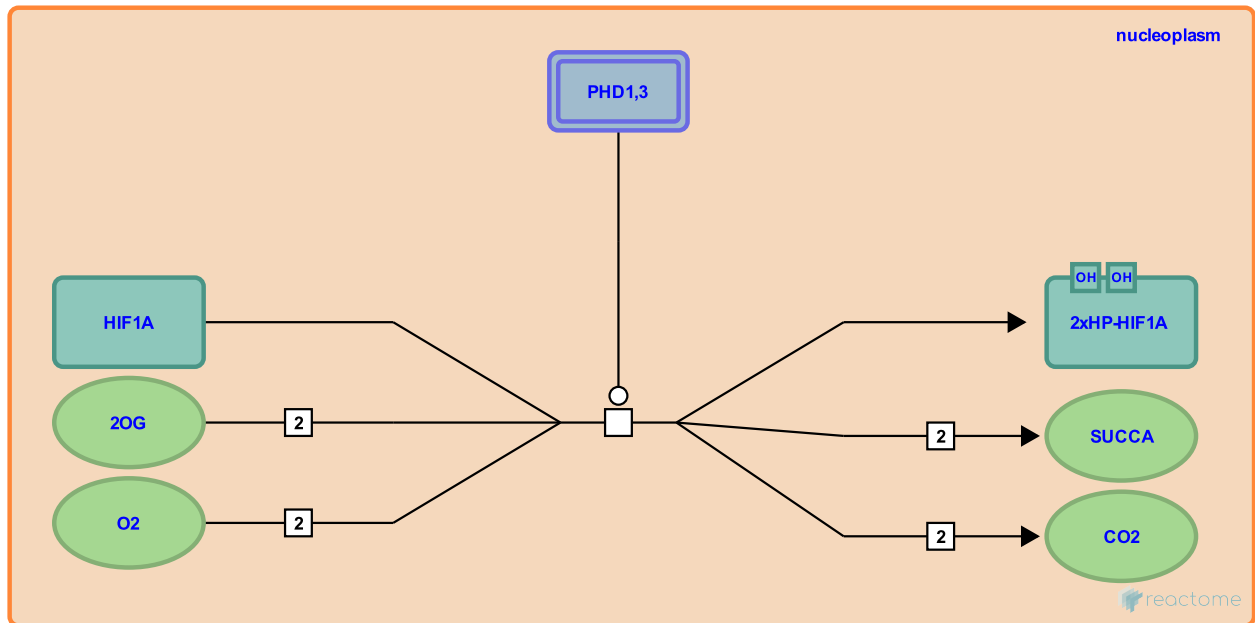 nucleoplasm
PHD1,3
OH OH
HIF1A
2xHP-HIF1A
2OG
2
2
SUCCA
O2
2
2
CO2
reactome